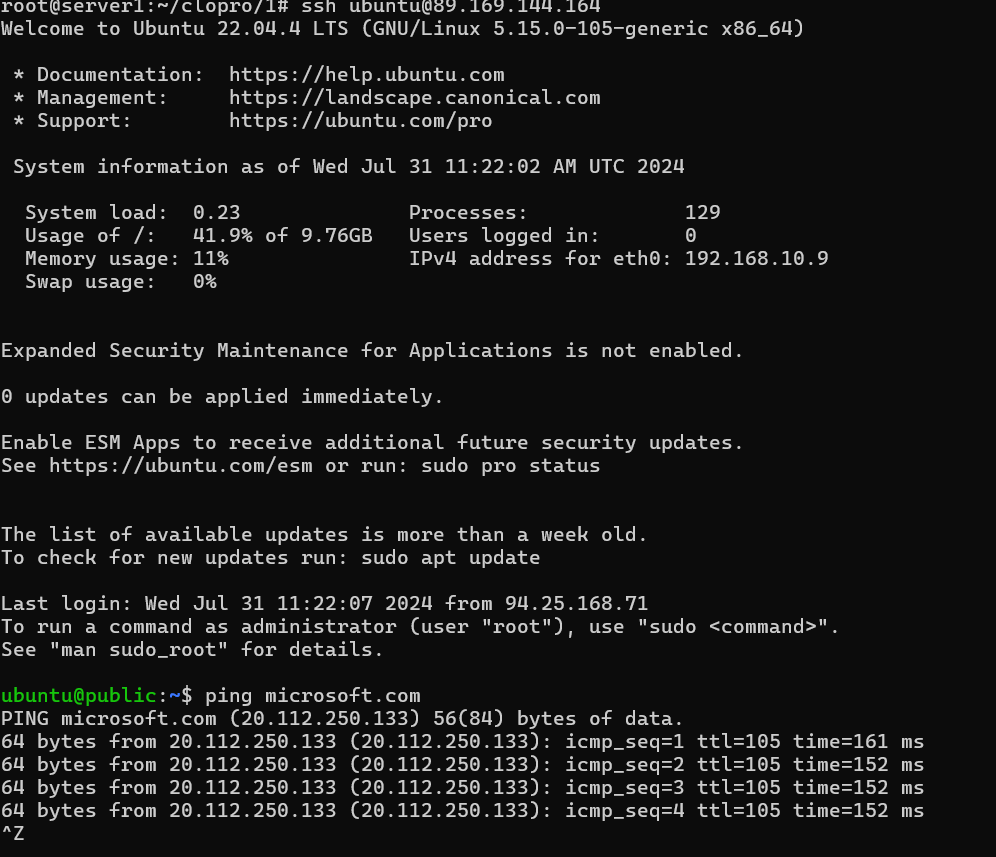 root@server1:~/clopro/1# ssh ubuntu@89.169.144.164
Welcome to Ubuntu 22.04.4 LTS (GNU/Linux 5.15.0-105-generic x86_64)
* Documentation:  https://help.ubuntu.com
* Management:     https://landscape.canonical.com
* Support:        https://ubuntu.com/pro
System information as of Wed Jul 31 11:22:02 AM UTC 2024
System load:  0.23              Processes:             129
Usage of /:   41.9% of 9.76GB   Users logged in:       0
Memory usage: 11%               IPv4 address for eth0: 192.168.10.9
Swap usage:   0%
Expanded Security Maintenance for Applications is not enabled.
0 updates can be applied immediately.
Enable ESM Apps to receive additional future security updates.
See https://ubuntu.com/esm or run: sudo pro status
The list of available updates is more than a week old.
To check for new updates run: sudo apt update
Last login: Wed Jul 31 11:22:07 2024 from 94.25.168.71
To run a command as administrator (user "root"), use "sudo <command>".
See "man sudo_root" for details.
ubuntu@public:~$ ping microsoft.com
PING microsoft.com (20.112.250.133) 56(84) bytes of data.
64 bytes from 20.112.250.133 (20.112.250.133): icmp_seq=1 ttl=105 time=161 ms
64 bytes from 20.112.250.133 (20.112.250.133): icmp_seq=2 ttl=105 time=152 ms
64 bytes from 20.112.250.133 (20.112.250.133): icmp_seq=3 ttl=105 time=152 ms
64 bytes from 20.112.250.133 (20.112.250.133): icmp_seq=4 ttl=105 time=152 ms
^Z